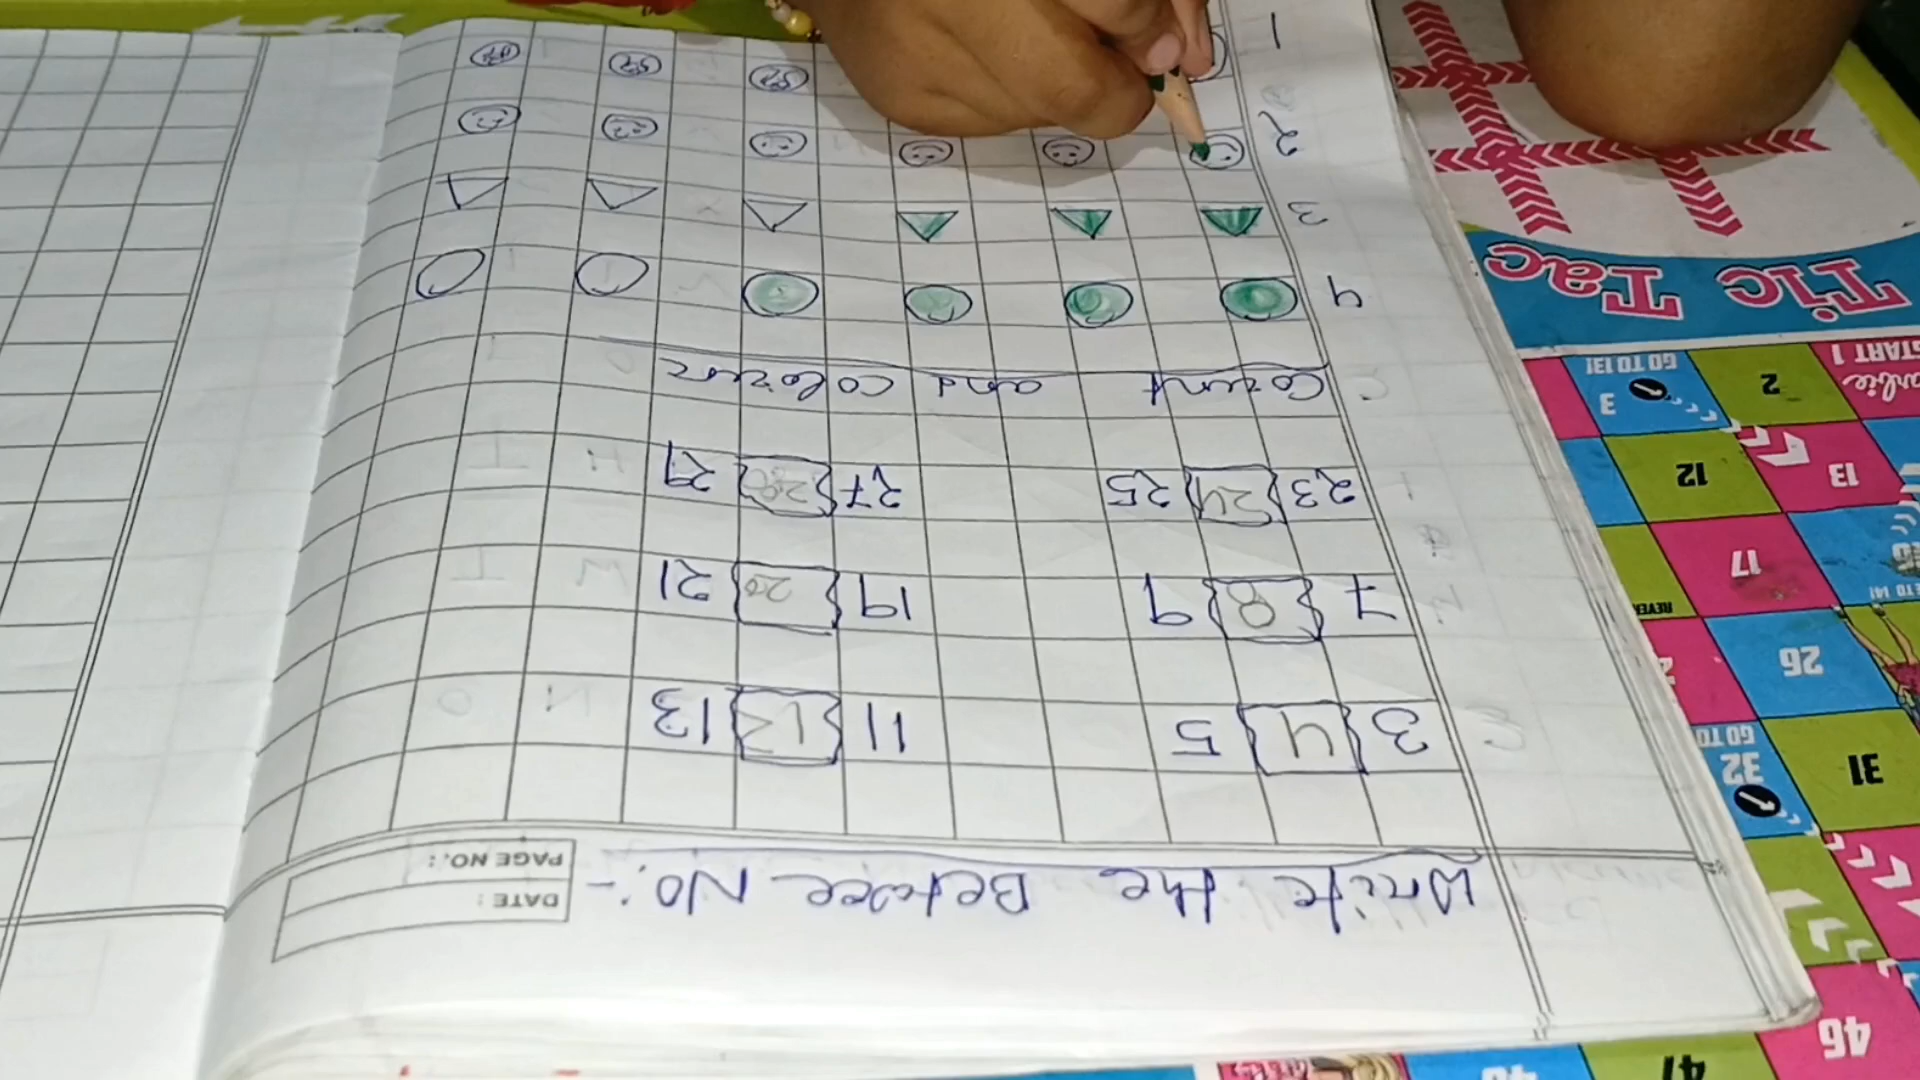 DATE :
PAGE NO. :
Write the Betwee No. :-
3 4 5 11 12 13
7 8 9 19 20 21
23 24 25 27 28 29
Count and colour
4
3
2
1
Tic Tac
START 1
2
3
GO TO 13!
12
13
17
26
31
32
GO TO
46
47